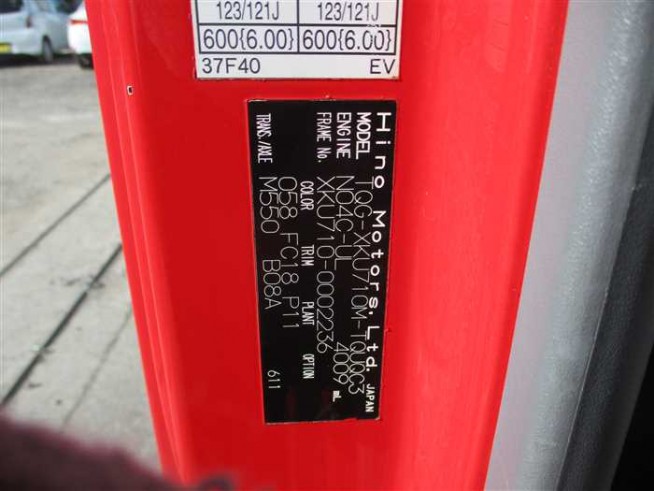 123/121J 123/121J
600{6.00} 600{6.00}
37F40 EV
Hino Motors, Ltd. JAPAN
MODEL TQG-XKU710M-TQUQC3
ENGINE N04C-UL 4009 mL
FRAME No. XKU710-0002236
COLOR TRIM PLANT OPTION
058 FC18 P11
TRANS./AXLE M550 B08A 611